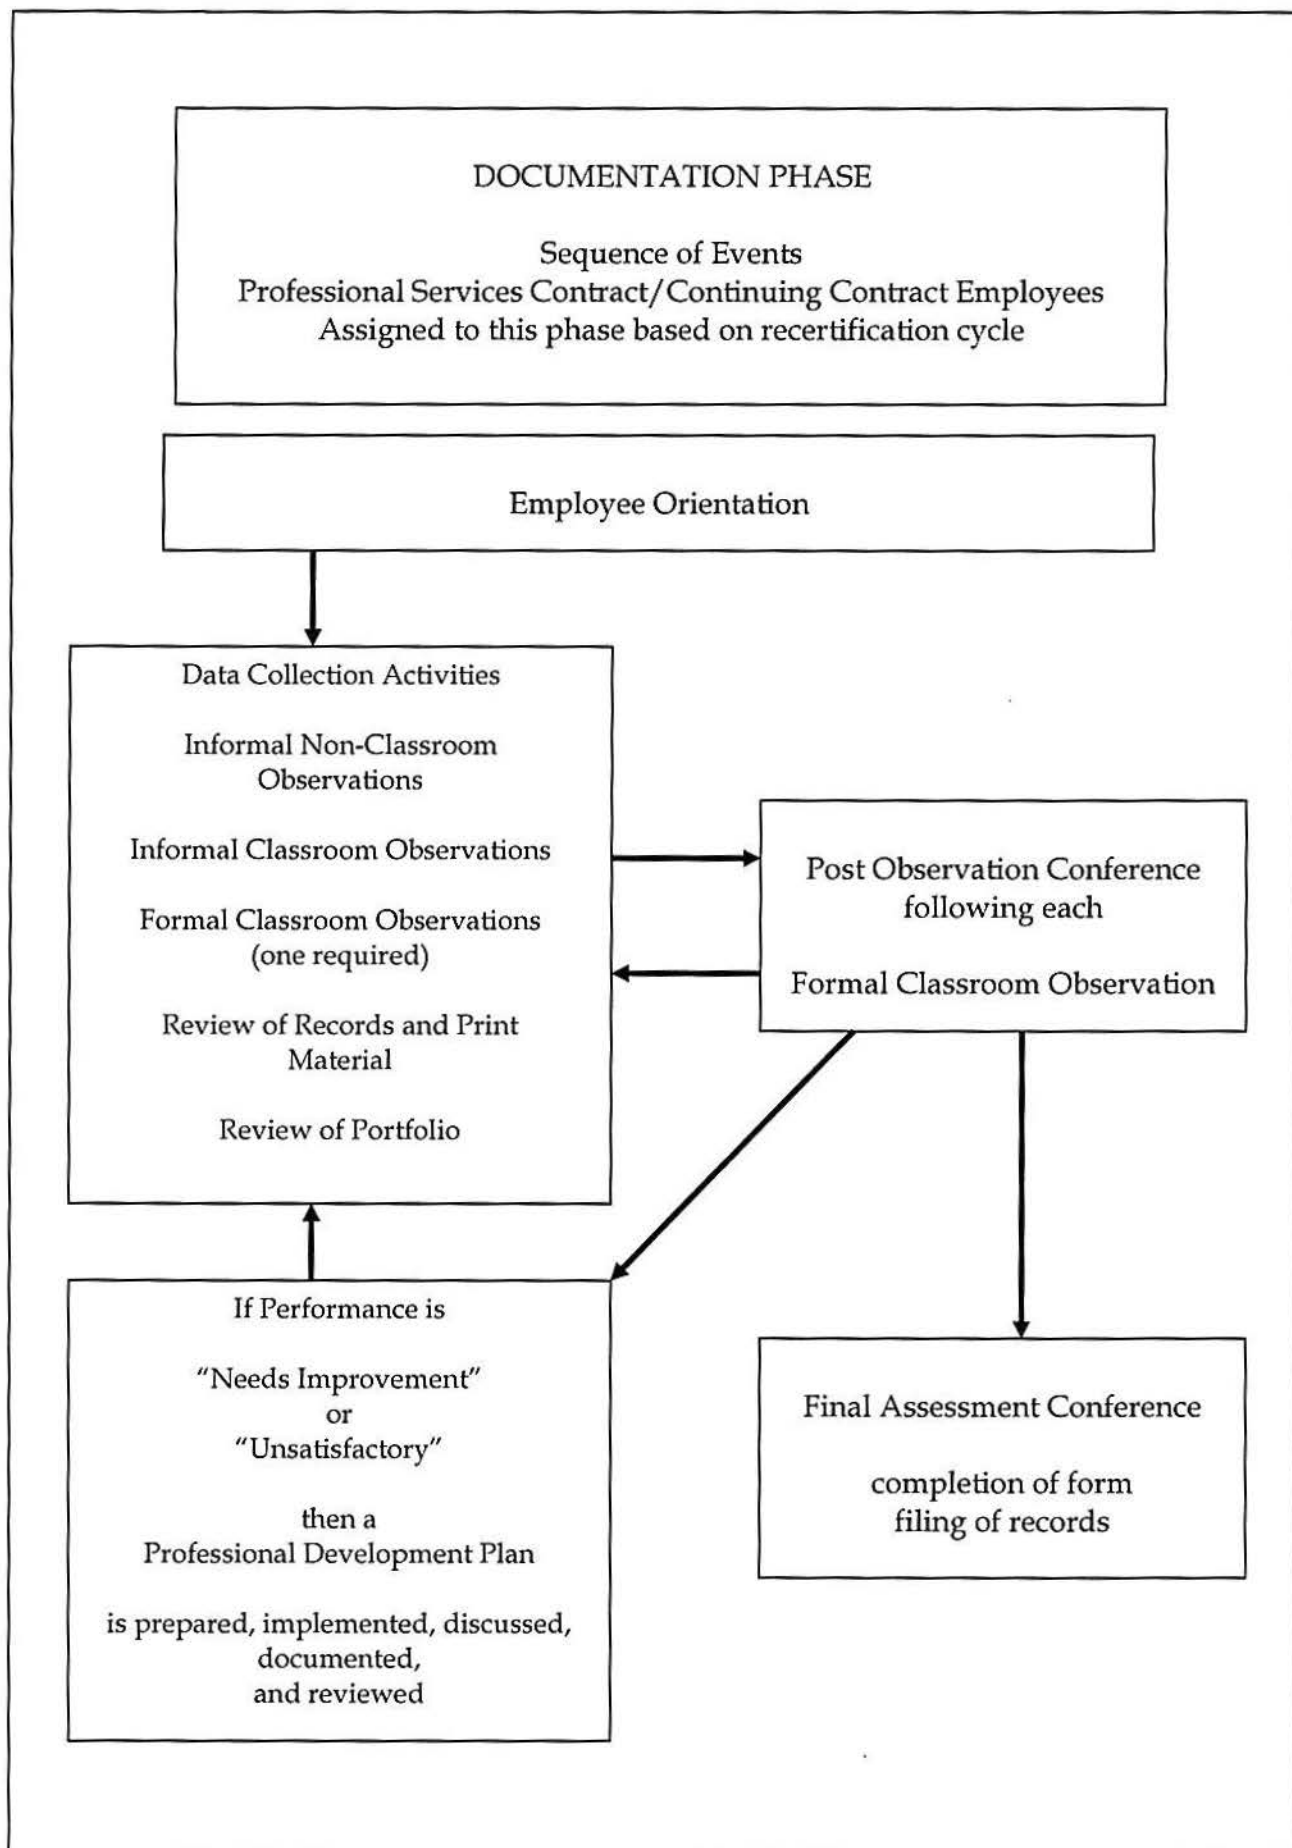 DOCUMENTATION PHASE
Sequence of Events
Professional Services Contract/Continuing Contract Employees
Assigned to this phase based on recertification cycle
Employee Orientation
Data Collection Activities
Informal Non-Classroom
Observations
Informal Classroom Observations
Formal Classroom Observations
(one required)
Review of Records and Print
Material
Review of Portfolio
Post Observation Conference
following each
Formal Classroom Observation
If Performance is
“Needs Improvement”
or
“Unsatisfactory”
then a
Professional Development Plan
is prepared, implemented, discussed,
documented,
and reviewed
Final Assessment Conference
completion of form
filing of records